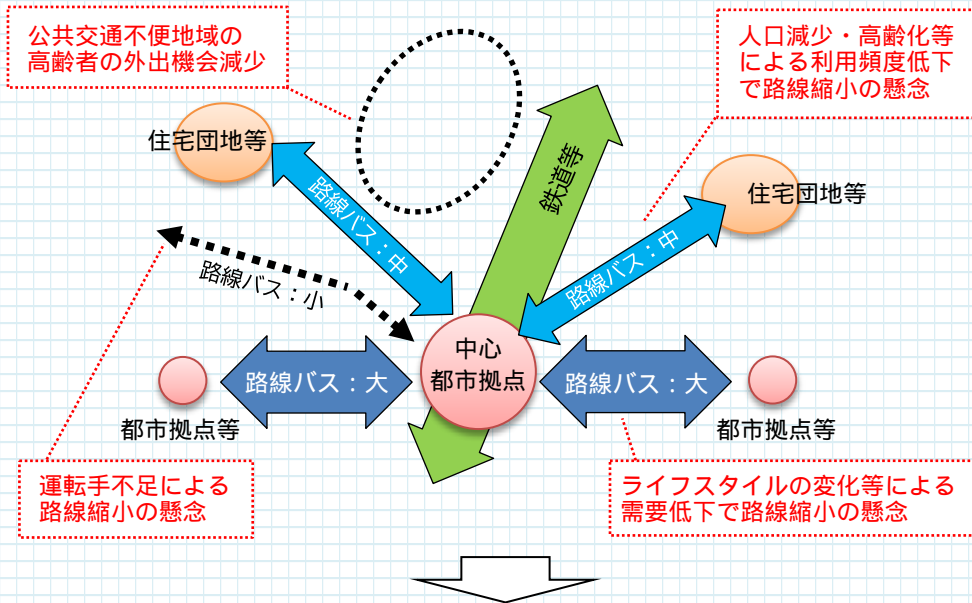 公共交通不便地域の
高齢者の外出機会減少
人口減少・高齢化等
による利用頻度低下
で路線縮小の懸念
住宅団地等
鉄道等
住宅団地等
路線バス：中
路線バス：中
路線バス：小
中心
都市拠点
路線バス：大
路線バス：大
都市拠点等
都市拠点等
運転手不足による
路線縮小の懸念
ライフスタイルの変化等による
需要低下で路線縮小の懸念